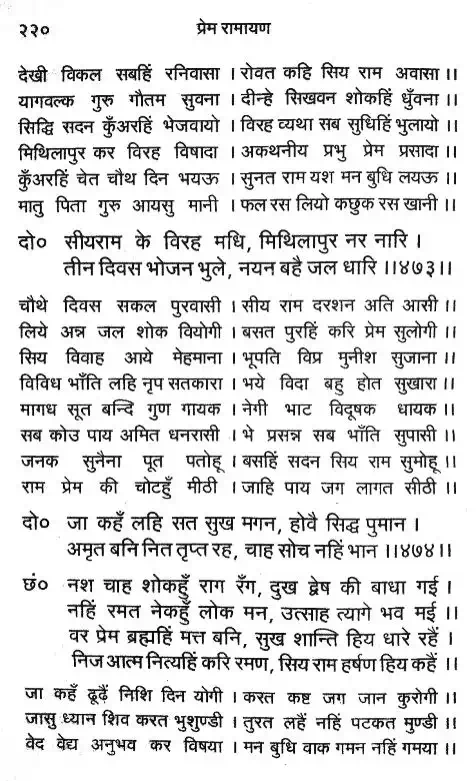 २२० प्रेम रामायण
देखी विकल सबहिं रनिवासा । रोवत कहि सिय राम अवासा ।।
यागवल्क गुरु गौतम सुवना । दीन्हे सिखवन शोकहिं धुँवना ।।
सिद्धि सदन कुँअरहिं भेजवायो । विरह व्यथा सब सुधिहिं भुलायो ।।
मिथिलापुर कर विरह विषादा । अकथनीय प्रभु प्रेम प्रसादा ।।
कुँअरहिं चेत चौथ दिन भयऊ । सुनत राम यश मन बुधि लयऊ ।।
मातु पिता गुरु आयसु मानी । फल रस लियो कछुक रस खानी ।।
दो० सीयराम के विरह मधि, मिथिलापुर नर नारि ।
तीन दिवस भोजन भुले, नयन बहै जल धारि ।।४७३।।
चौथे दिवस सकल पुरवासी । सीय राम दरशन अति आसी ।।
लिये अन्न जल शोक वियोगी । बसत पुरहिं करि प्रेम सुलोगी ।।
सिय विवाह आये मेहमाना । भूपति विप्र मुनीश सुजाना ।।
विविध भाँति लहि नृप सतकारा । भये विदा बहु होत सुखारा ।।
मागध सूत बन्दि गुण गायक । नेगी भाट विदूषक धायक ।।
सब कोउ पाय अमित धनरासी । भे प्रसन्न सब भाँति सुपासी ।।
जनक सुनैना पूत पतोहू । बसहिं सदन सिय राम सुमोहू ।।
राम प्रेम की चोटहुँ मीठी । जाहि पाय जग लागत सीठी ।।
दो० जा कहँ लहि सत सुख मगन, होवै सिद्ध पुमान ।
अमृत बनि नित तृप्त रह, चाह सोच नहिं भान ।।४७४।।
छं० नश चाह शोकहुँ राग रँग, दुख द्वेष की बाधा गई ।
नहिं रमत नेकहुँ लोक मन, उत्साह त्यागे भव मई ।।
वर प्रेम ब्रह्महिं मत्त बनि, सुख शान्ति हिय धारे रहैं ।
निज आत्म नित्यहिं करि रमण, सिय राम हर्षण हिय कहैं ।।
जा कहँ ढूढ़ैं निशि दिन योगी । करत कष्ट जग जान कुरोगी ।।
जासु ध्यान शिव करत भुशुण्डी । तुरत लहैं नहिं पटकत मुण्डी ।।
वेद वेद्य अनुभव कर विषया । मन बुधि वाक गमन नहिं गमया ।।